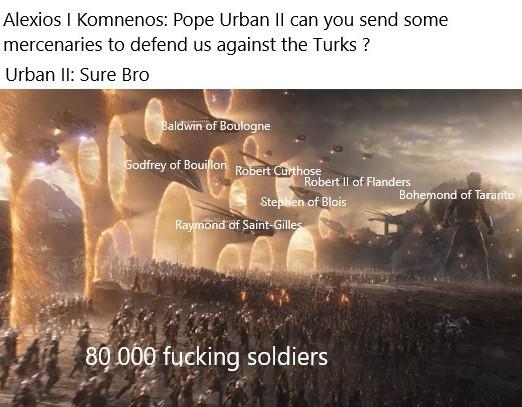 Alexios I Komnenos: Pope Urban II can you send some
mercenaries to defend us against the Turks ?
Urban II: Sure Bro
Baldwin of Boulogne
Godfrey of Bouillon
Robert Curthose
Robert II of Flanders
Bohemond of Taranto
Stephen of Blois
Raymond of Saint-Gilles
80 000 fucking soldiers